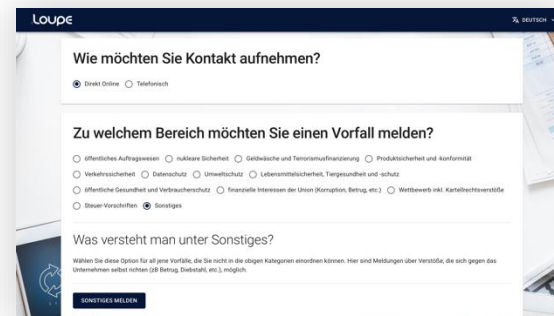 Loupe
DEUTSCH
Wie möchten Sie Kontakt aufnehmen?
Direkt Online Telefonisch
Zu welchem Bereich möchten Sie einen Vorfall melden?
öffentliches Auftragswesen nukleare Sicherheit Geldwäsche und Terrorismusfinanzierung Produktsicherheit und -konformität
Verkehrssicherheit Datenschutz Umweltschutz Lebensmittelsicherheit, Tiergesundheit und -schutz
öffentliche Gesundheit und Verbraucherschutz finanzielle Interessen der Union (Korruption, Betrug, etc.) Wettbewerb inkl. Kartellrechtsverstöße
Steuer-Vorschriften Sonstiges
Was versteht man unter Sonstiges?
Wählen Sie diese Option für all jene Vorfälle, die Sie nicht in die obigen Kategorien einordnen können. Hier sind Meldungen über Verstöße, die sich gegen das
Unternehmen selbst richten (zB Betrug, Diebstahl, etc.), möglich.
SONSTIGES MELDEN